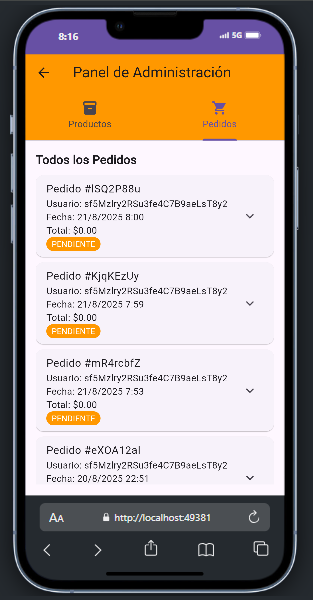 8:16
5G
Panel de Administración
Productos
Pedidos
Todos los Pedidos
Pedido #lSQ2P88u
Usuario: sf5Mzlry2RSu3fe4C7B9aeLsT8y2
Fecha: 21/8/2025 8:00
Total: $0.00
PENDIENTE
Pedido #KjqKEzUy
Usuario: sf5Mzlry2RSu3fe4C7B9aeLsT8y2
Fecha: 21/8/2025 7:59
Total: $0.00
PENDIENTE
Pedido #mR4rcbfZ
Usuario: sf5Mzlry2RSu3fe4C7B9aeLsT8y2
Fecha: 21/8/2025 7:53
Total: $0.00
PENDIENTE
Pedido #eXOA12al
Usuario: sf5Mzlry2RSu3fe4C7B9aeLsT8y2
Fecha: 20/8/2025 22:51
AA
http://localhost:49381